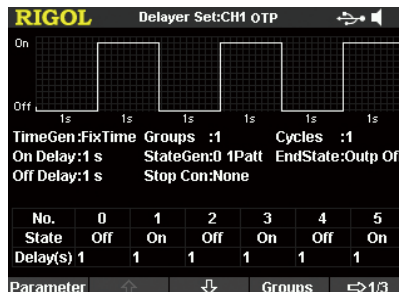 RIGOL Delayer Set:CH1 OTP
On
Off
1s 1s 1s 1s 1s 1s
TimeGen:FixTime Groups :1 Cycles :1
On Delay:1 s StateGen:0 1Patt EndState:Outp Of
Off Delay:1 s Stop Con:None
No. 0 1 2 3 4 5
State Off On Off On Off On
Delay(s) 1 1 1 1 1 1
Parameter Groups 1/3